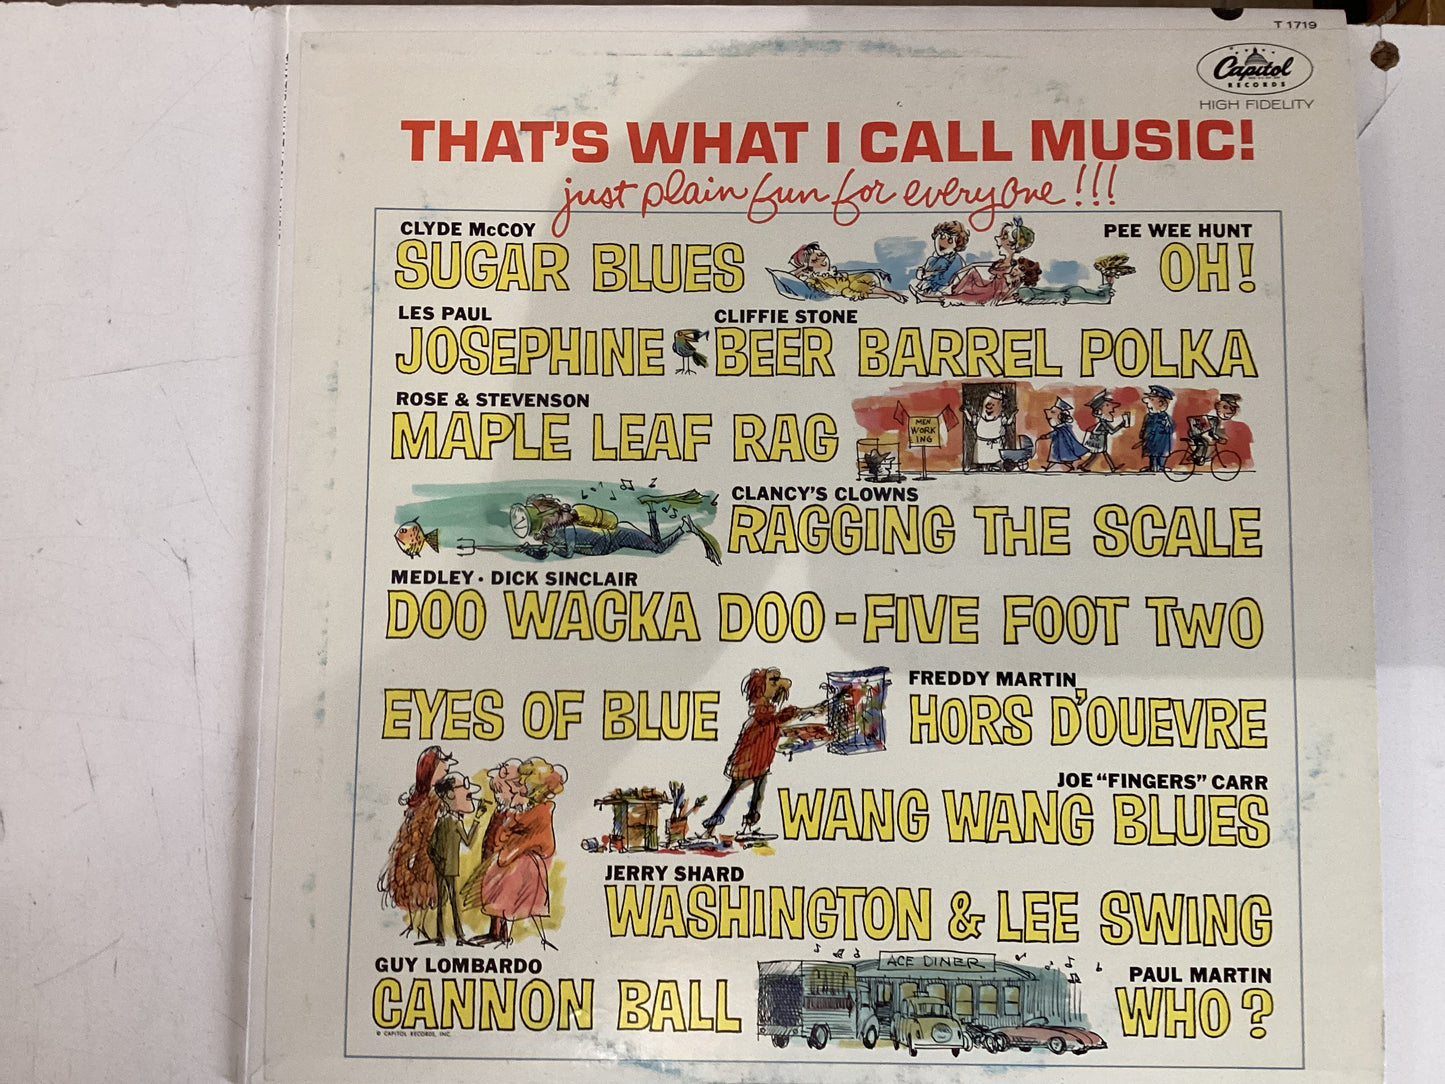 T 1719
Capitol
RECORDS
HIGH FIDELITY
THAT'S WHAT I CALL MUSIC!
just plain fun for everyone!!!
CLYDE McCOY
SUGAR BLUES
PEE WEE HUNT
OH!
LES PAUL
JOSEPHINE
CLIFFIE STONE
BEER BARREL POLKA
ROSE & STEVENSON
MAPLE LEAF RAG
MEN
WORK
ING
CLANCY'S CLOWNS
RAGGING THE SCALE
MEDLEY · DICK SINCLAIR
DOO WACKA DOO - FIVE FOOT TWO
EYES OF BLUE
FREDDY MARTIN
HORS D'OUEVRE
JOE "FINGERS" CARR
WANG WANG BLUES
JERRY SHARD
WASHINGTON & LEE SWING
GUY LOMBARDO
CANNON BALL
© CAPITOL RECORDS, INC.
ACE DINER
PAUL MARTIN
WHO?